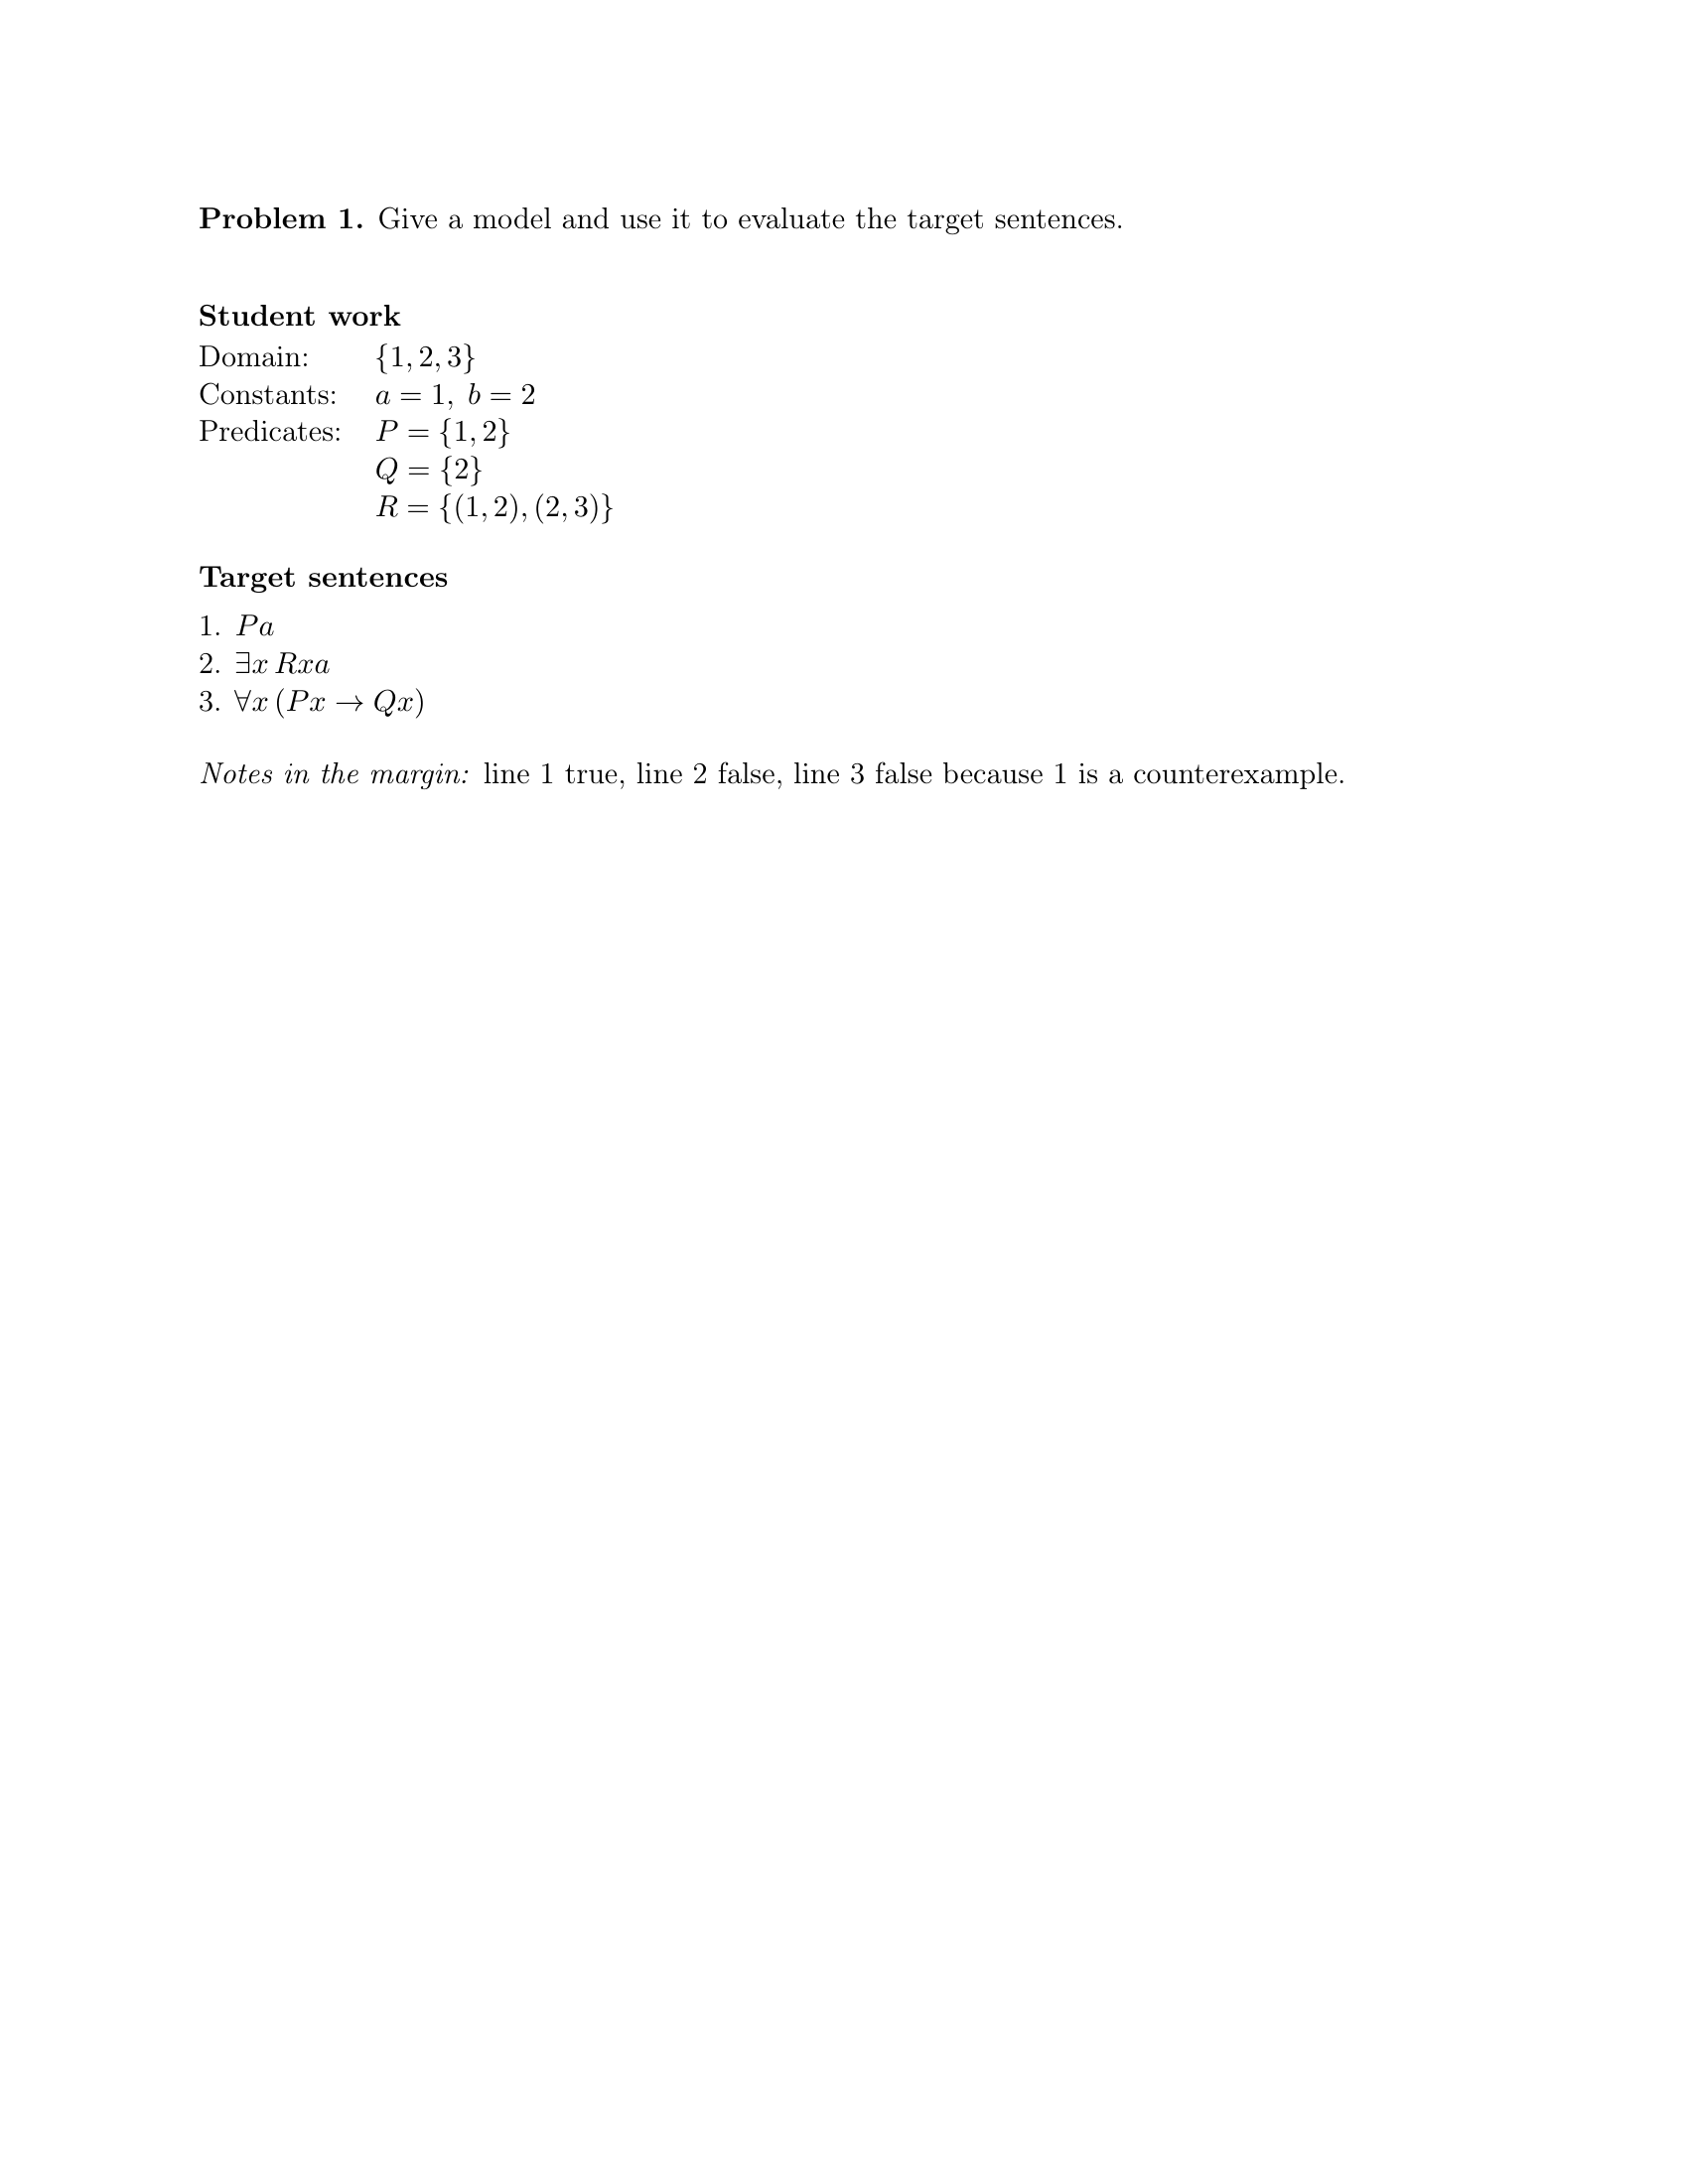 Problem 1. Give a model and use it to evaluate the target sentences.
Student work
Domain: {1, 2, 3}
Constants: a = 1, b = 2
Predicates: P = {1, 2}
Q = {2}
R = {(1, 2), (2, 3)}
Target sentences
1. Pa
2. ∃x Rxa
3. ∀x (Px → Qx)
Notes in the margin: line 1 true, line 2 false, line 3 false because 1 is a counterexample.